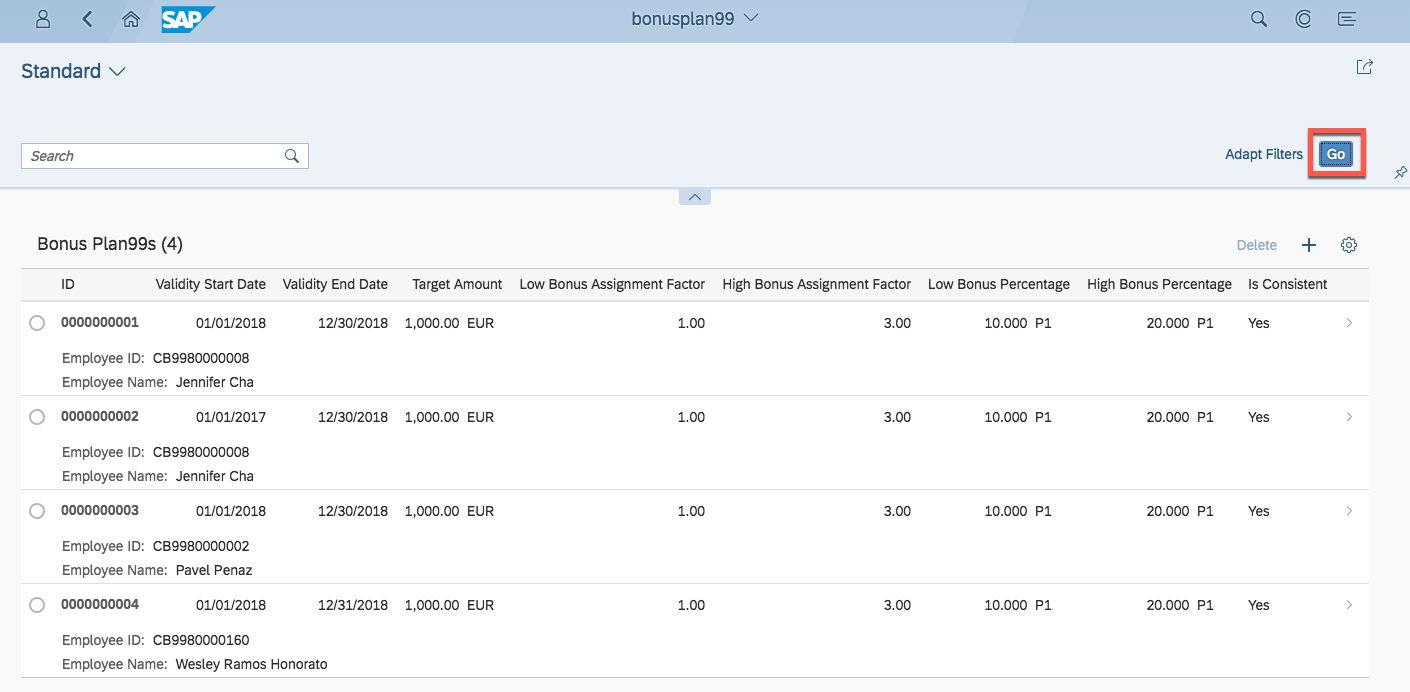 SAP bonusplan99
Standard
Search Adapt Filters Go
Bonus Plan99s (4) Delete
ID Validity Start Date Validity End Date Target Amount Low Bonus Assignment Factor High Bonus Assignment Factor Low Bonus Percentage High Bonus Percentage Is Consistent
0000000001 01/01/2018 12/30/2018 1,000.00 EUR 1.00 3.00 10.000 P1 20.000 P1 Yes
Employee ID: CB9980000008
Employee Name: Jennifer Cha
0000000002 01/01/2017 12/30/2018 1,000.00 EUR 1.00 3.00 10.000 P1 20.000 P1 Yes
Employee ID: CB9980000008
Employee Name: Jennifer Cha
0000000003 01/01/2018 12/30/2018 1,000.00 EUR 1.00 3.00 10.000 P1 20.000 P1 Yes
Employee ID: CB9980000002
Employee Name: Pavel Penaz
0000000004 01/01/2018 12/31/2018 1,000.00 EUR 1.00 3.00 10.000 P1 20.000 P1 Yes
Employee ID: CB9980000160
Employee Name: Wesley Ramos Honorato